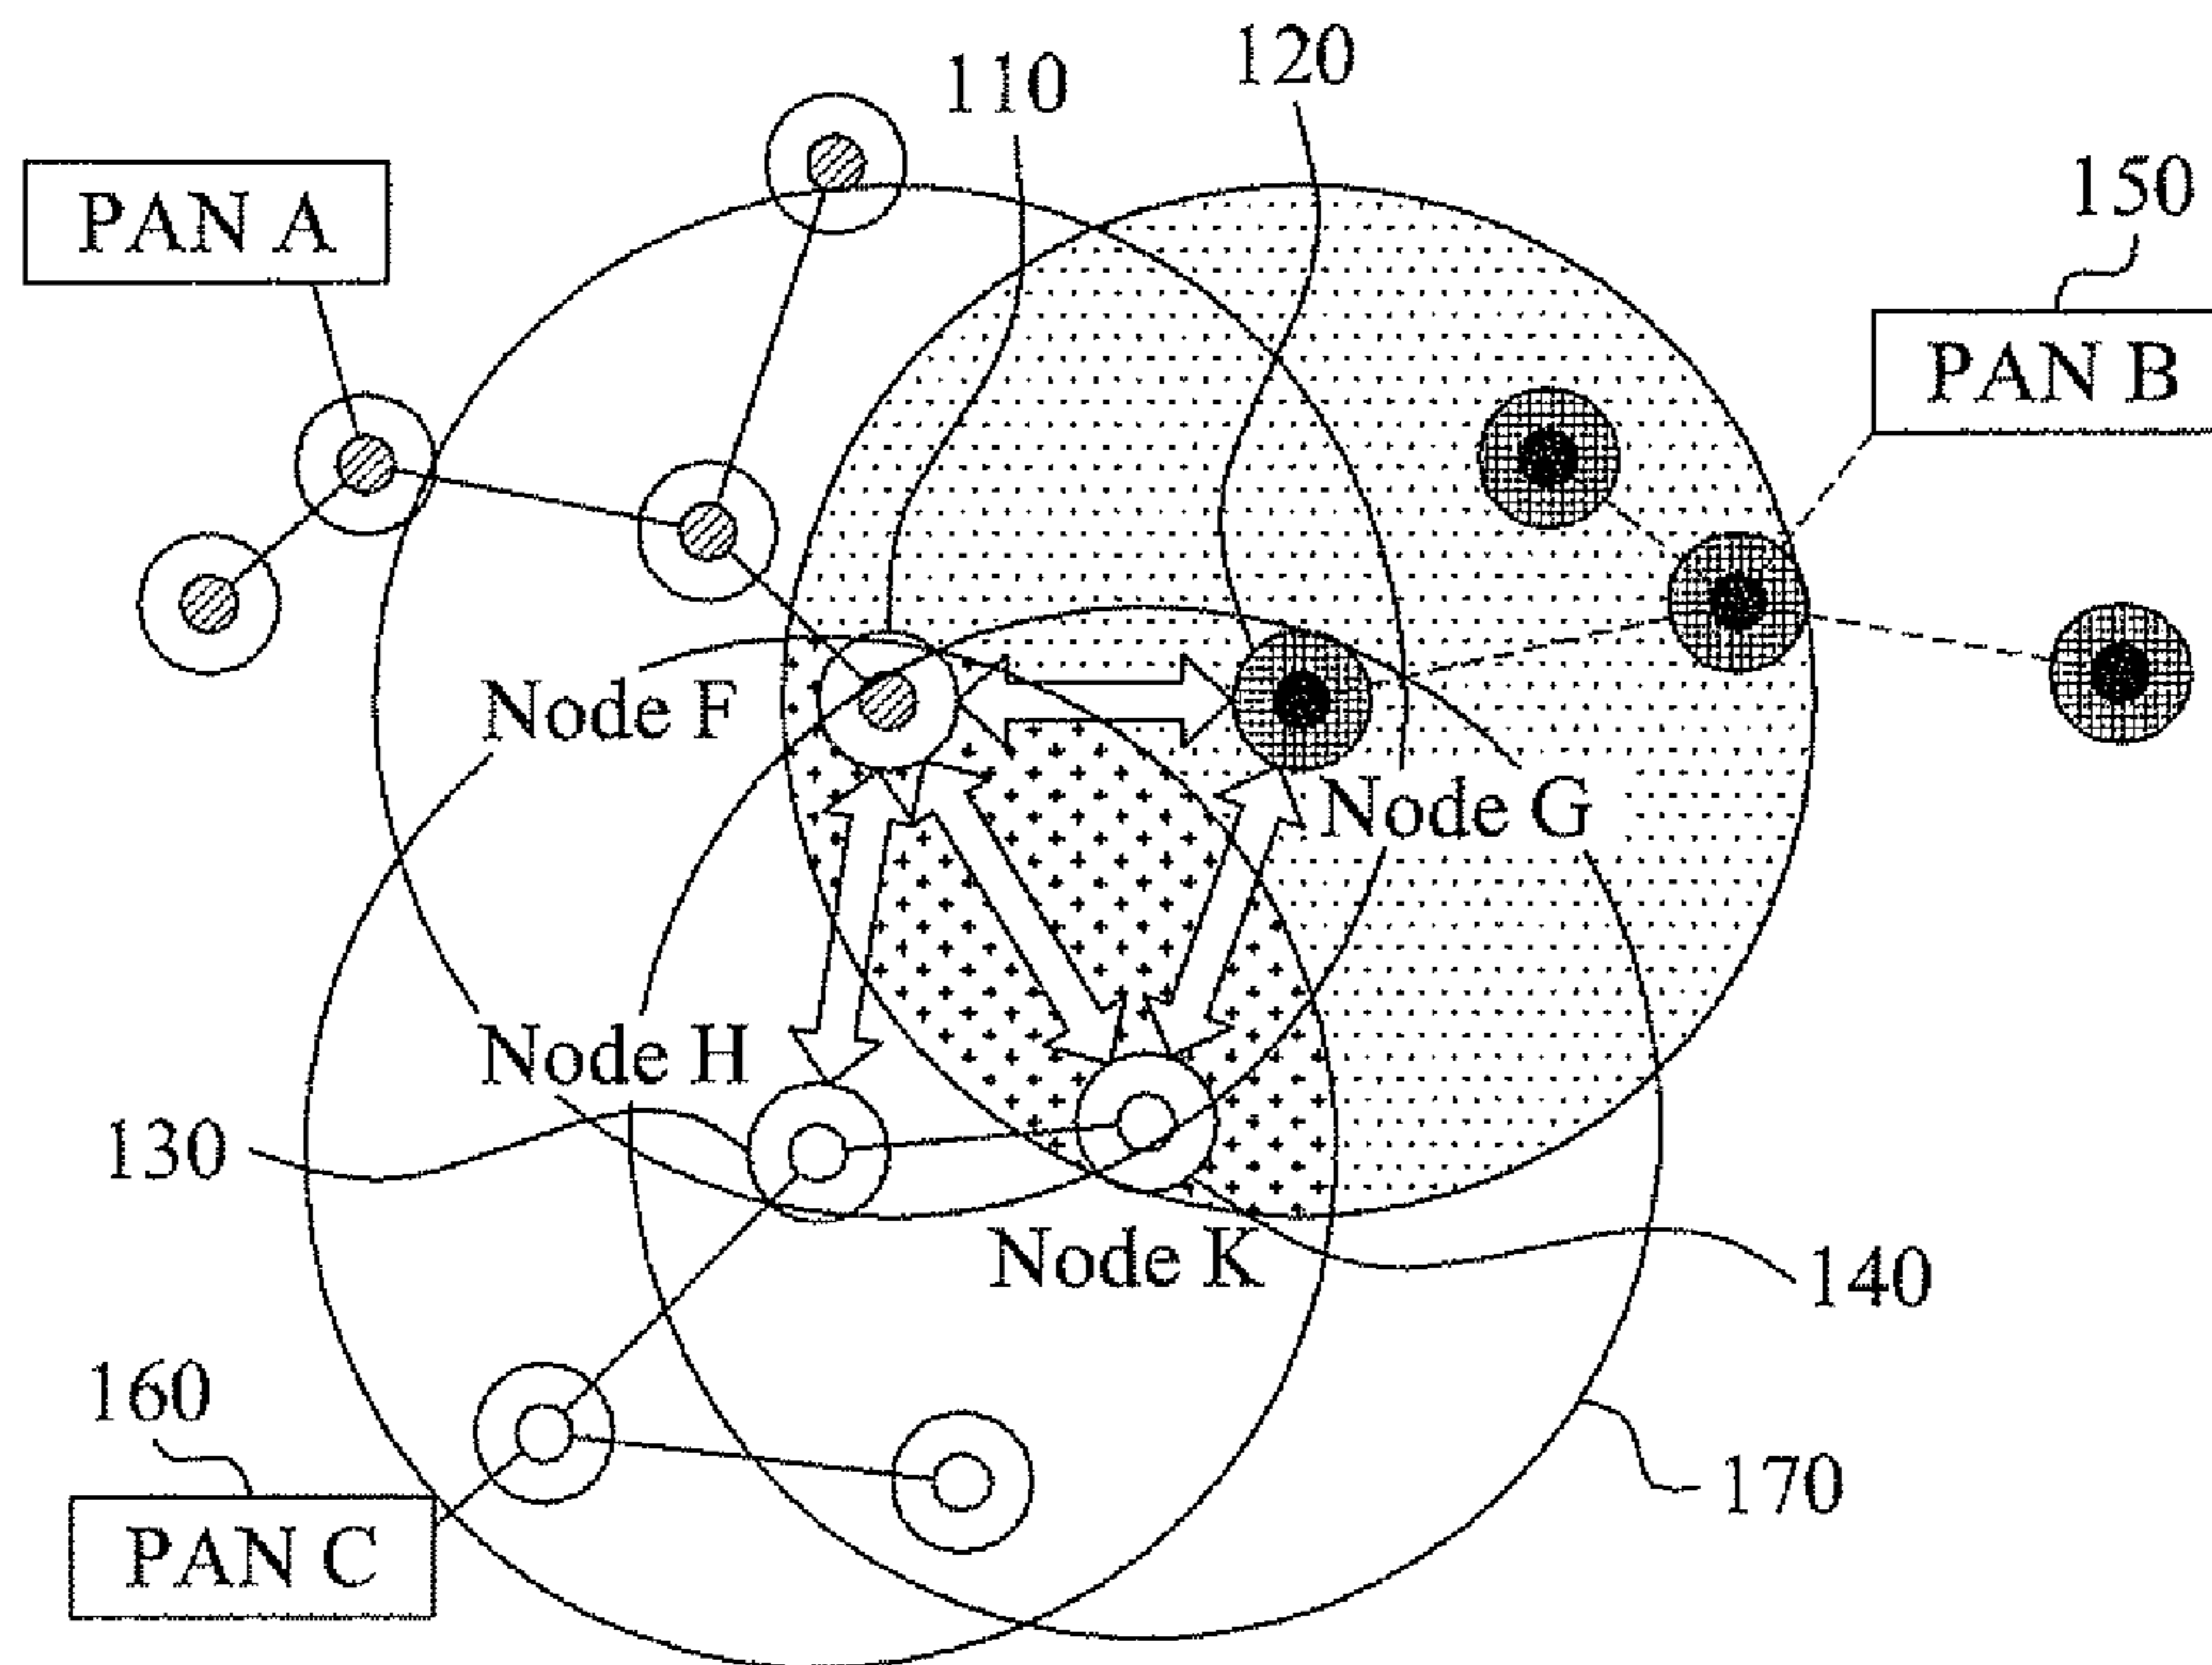 120
110
150
PAN A
PAN B
Node F
Node G
Node H
130
Node K
140
160
170
PAN C